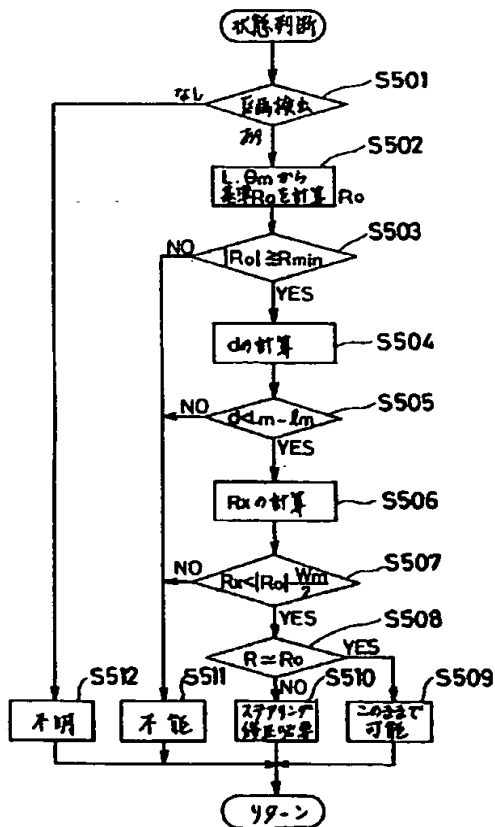 状態判断
S501
なし
区画検出
有り
S502
L.θmから
基準Roを計算
Ro
S503
NO
|Ro|≧Rmin
YES
S504
dの計算
S505
NO
d<Lm-lm
YES
S506
Rxの計算
S507
NO
Rx<|Ro|-Wm/2
YES
S508
YES
R≃Ro
S512
S511
NO
S510
S509
不明
不能
ステアリング
修正必要
このままで
可能
リターン